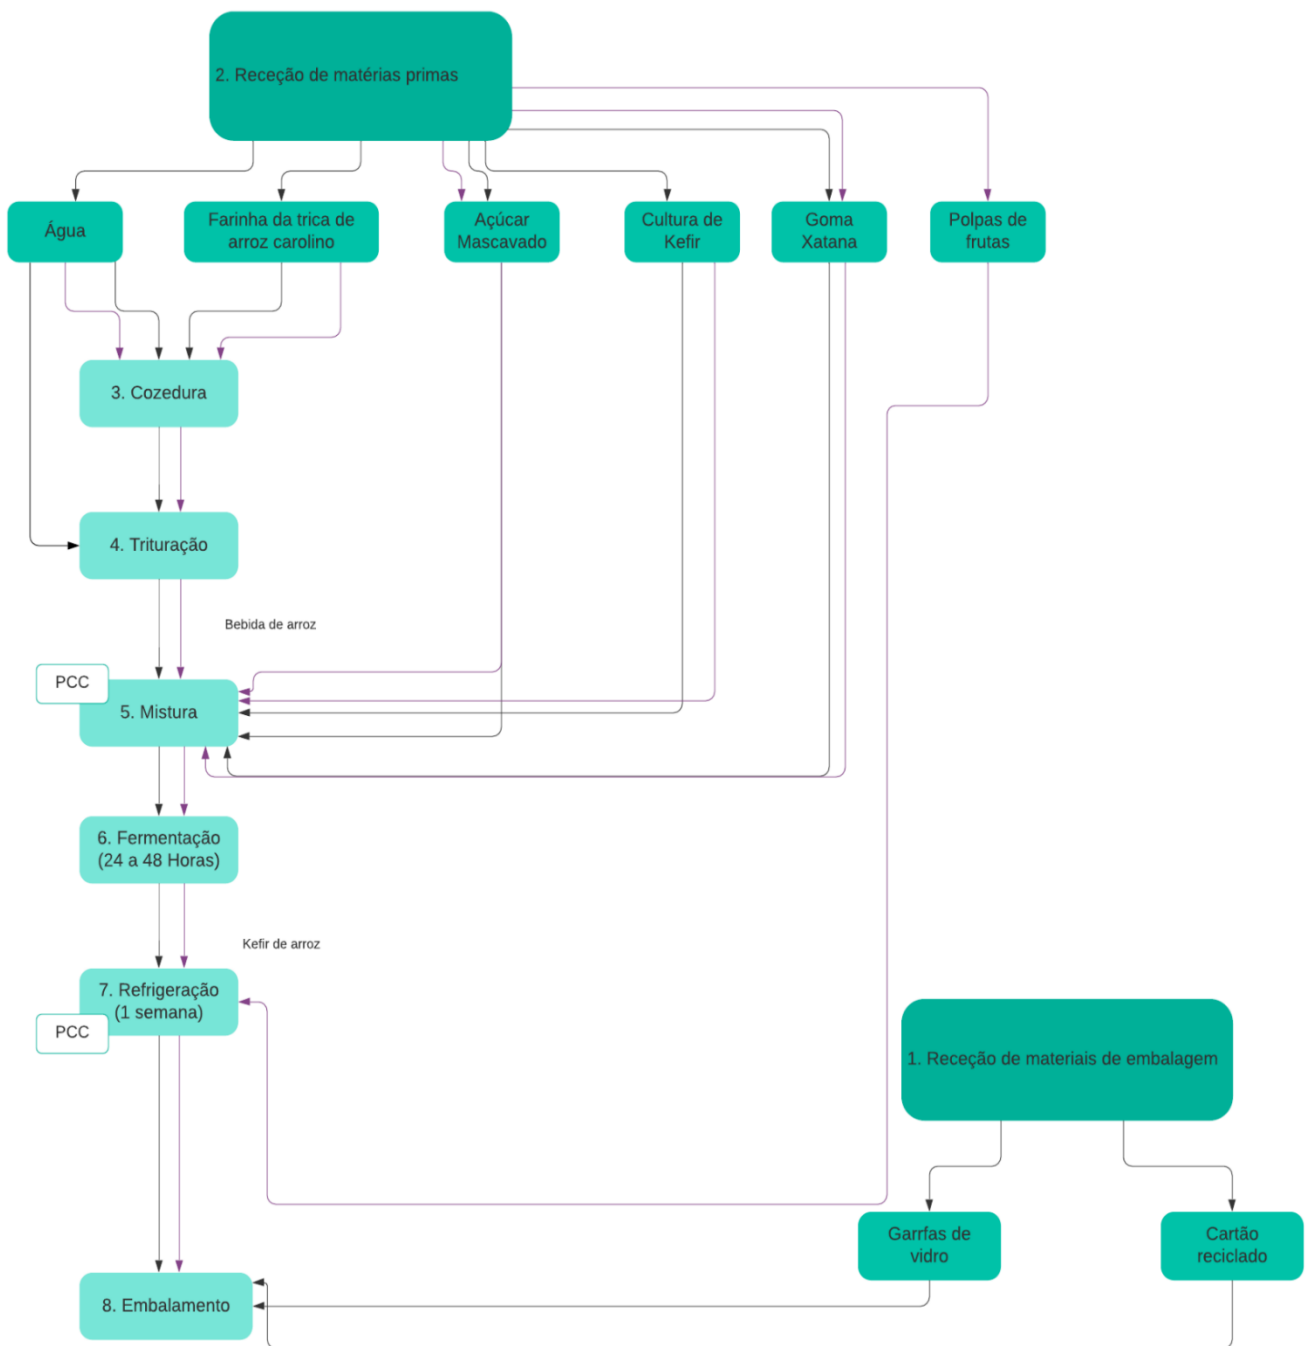 2. Receção de matérias primas
Água
Farinha da trica de
arroz carolino
Açúcar
Mascavado
Cultura de
Kefir
Goma
Xatana
Polpas de
frutas
3. Cozedura
4. Trituração
Bebida de arroz
PCC
5. Mistura
6. Fermentação
(24 a 48 Horas)
Kefir de arroz
7. Refrigeração
(1 semana)
PCC
1. Receção de materiais de embalagem
Garrfas de
vidro
Cartão
reciclado
8. Embalamento